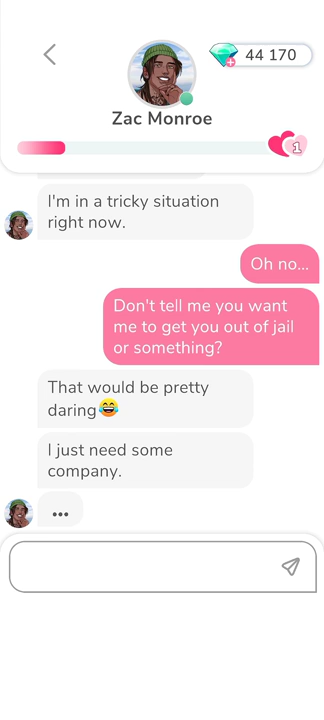 44 170
Zac Monroe
1
I'm in a tricky situation
right now.
Oh no...
Don't tell me you want
me to get you out of jail
or something?
That would be pretty
daring😂
I just need some
company.
...